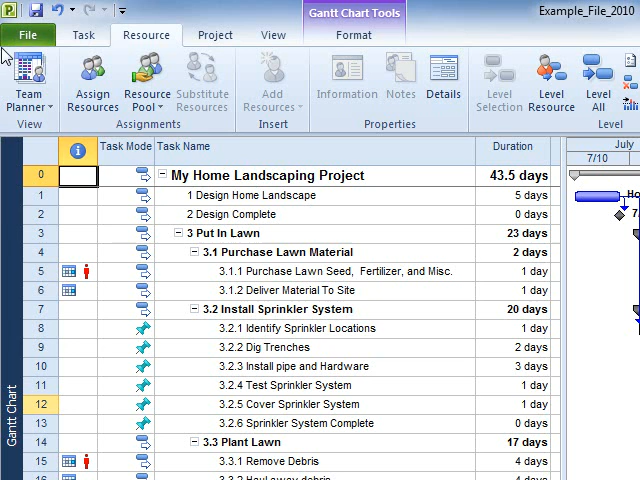 Gantt Chart Tools
Example_File_2010
File Task Resource Project View Format
Team Planner
Assign Resources
Resource Pool
Substitute Resources
Add Resources
Information
Notes
Details
Level Selection
Level Resource
Level All
View Assignments Insert Properties Level
Task Mode Task Name Duration July
7/10
0 My Home Landscaping Project 43.5 days
1 1 Design Home Landscape 5 days
2 2 Design Complete 0 days
3 3 Put In Lawn 23 days
4 3.1 Purchase Lawn Material 2 days
5 3.1.1 Purchase Lawn Seed, Fertilizer, and Misc. 1 day
6 3.1.2 Deliver Material To Site 1 day
7 3.2 Install Sprinkler System 20 days
8 3.2.1 Identify Sprinkler Locations 1 day
9 3.2.2 Dig Trenches 2 days
10 3.2.3 Install pipe and Hardware 3 days
11 3.2.4 Test Sprinkler System 1 day
12 3.2.5 Cover Sprinkler System 1 day
13 3.2.6 Sprinkler System Complete 0 days
14 3.3 Plant Lawn 17 days
15 3.3.1 Remove Debris 4 days
16 3.3.2 Haul away debris 4 days
Gantt Chart